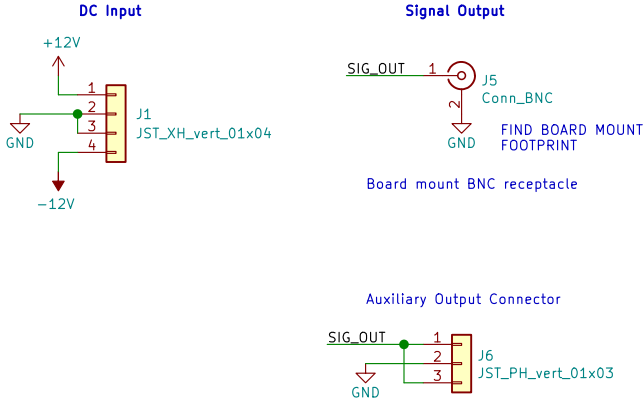 DC Input
+12V
1
2
3
4
GND
J1
JST_XH_vert_01x04
-12V
Signal Output
SIG_OUT
1
2
J5
Conn_BNC
GND
FIND BOARD MOUNT
FOOTPRINT
Board mount BNC receptacle
Auxiliary Output Connector
SIG_OUT
1
2
3
GND
J6
JST_PH_vert_01x03